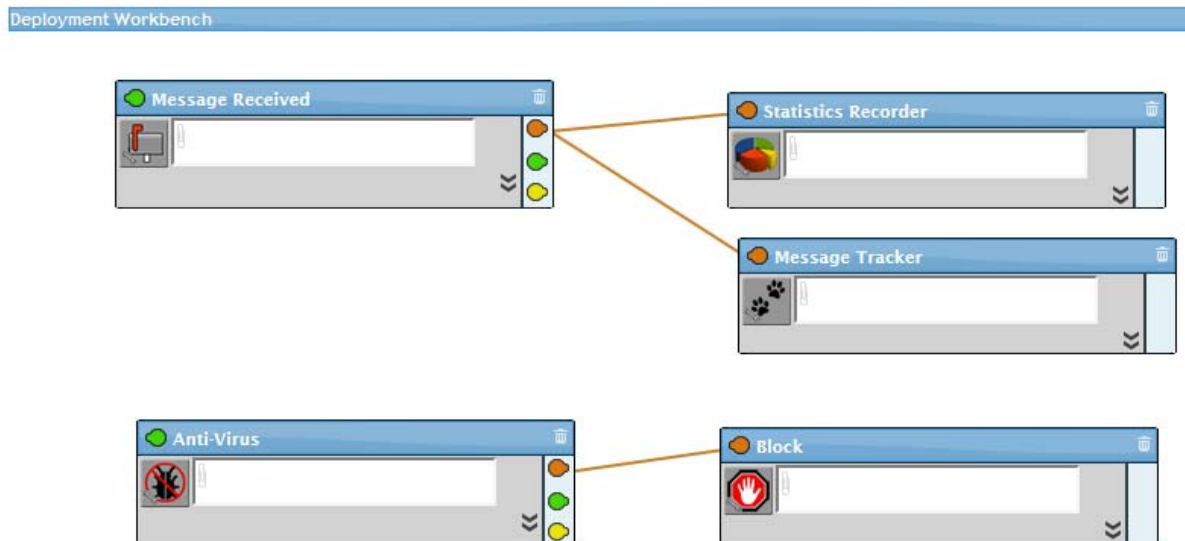 Deployment Workbench
Message Received
Statistics Recorder
Message Tracker
Anti-Virus
Block